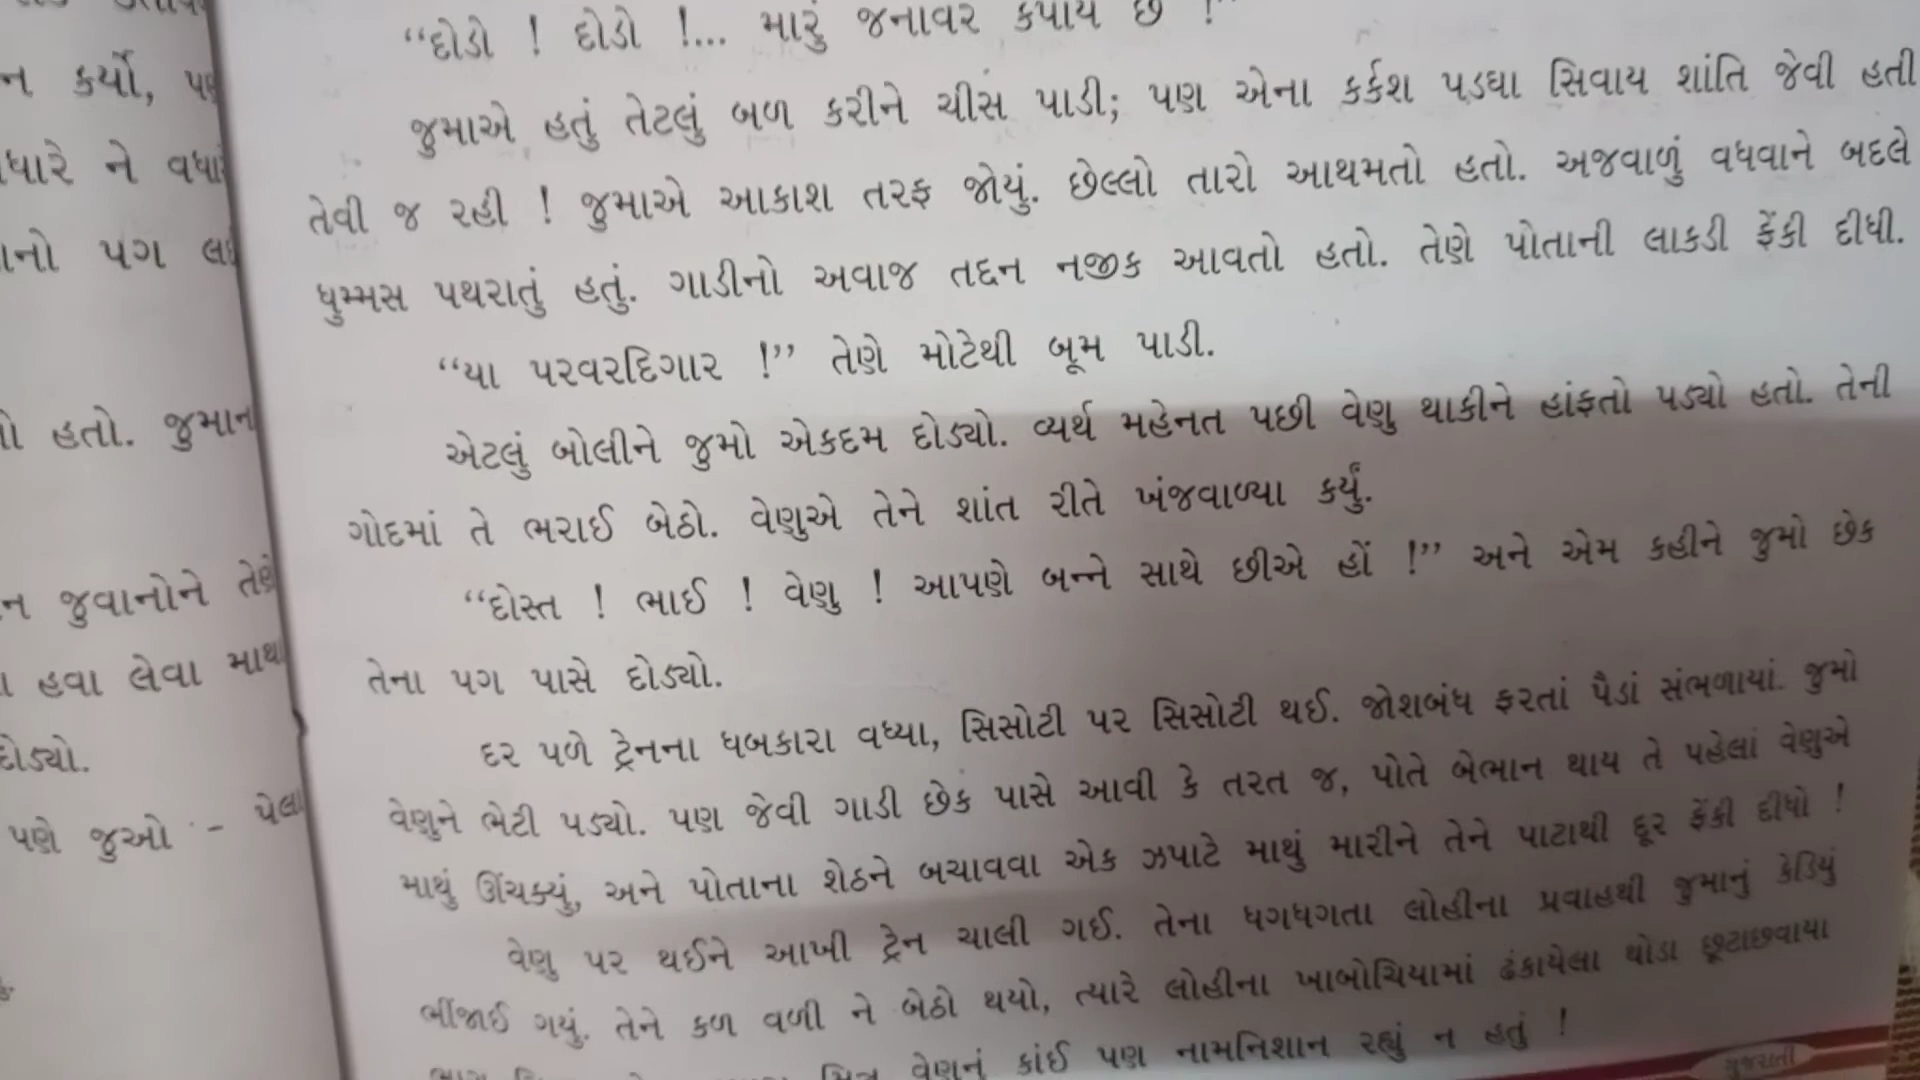 ન કર્યો,
ધારે ને
પગ
હતો.
જુવાનોને
હવા લેવા
દોડ્યો.
પણે જુઓ -
“દોડો ! દોડો !... મારું જનાવર કપાય છે !”
જુમાએ હતું તેટલું બળ કરીને ચીસ પાડી; પણ એના કર્કશ પડઘા સિવાય શાંતિ જેવી હતી
તેવી જ રહી ! જુમાએ આકાશ તરફ જોયું. છેલ્લો તારો આથમતો હતો. અજવાળું વધવાને બદલે
ધુમ્મસ પથરાતું હતું. ગાડીનો અવાજ તદ્દન નજીક આવતો હતો. તેણે પોતાની લાકડી ફેંકી દીધી.
“યા પરવરદિગાર !” તેણે મોટેથી બૂમ પાડી.
એટલું બોલીને જુમો એકદમ દોડ્યો. વ્યર્થ મહેનત પછી વેણુ થાકીને હાંફતો પડ્યો હતો. તેની
ગોદમાં તે ભરાઈ બેઠો. વેણુએ તેને શાંત રીતે ખંજવાળ્યા કર્યું.
“દોસ્ત ! ભાઈ ! વેણુ ! આપણે બન્ને સાથે છીએ હોં !” અને એમ કહીને જુમો છેક
તેના પગ પાસે દોડ્યો.
દર પળે ટ્રેનના ધબકારા વધ્યા, સિસોટી પર સિસોટી થઈ. જોશબંધ ફરતાં પૈડાં સંભળાયાં. જુમો
વેણુને ભેટી પડ્યો. પણ જેવી ગાડી છેક પાસે આવી કે તરત જ, પોતે બેભાન થાય તે પહેલાં વેણુએ
માથું ઊંચક્યું, અને પોતાના શેઠને બચાવવા એક ઝપાટે માથું મારીને તેને પાટાથી દૂર ફેંકી દીધો !
વેણુ પર થઈને આખી ટ્રેન ચાલી ગઈ. તેના ધગધગતા લોહીના પ્રવાહથી જુમાનું કેડિયું
ભીંજાઈ ગયું. તેને કળ વળી ને બેઠો થયો, ત્યારે લોહીના ખાબોચિયામાં ઢંકાયેલા થોડા છૂટાછવાયા
વેણુનું કાંઈ પણ નામનિશાન રહ્યું ન હતું !
ગુજરાતી